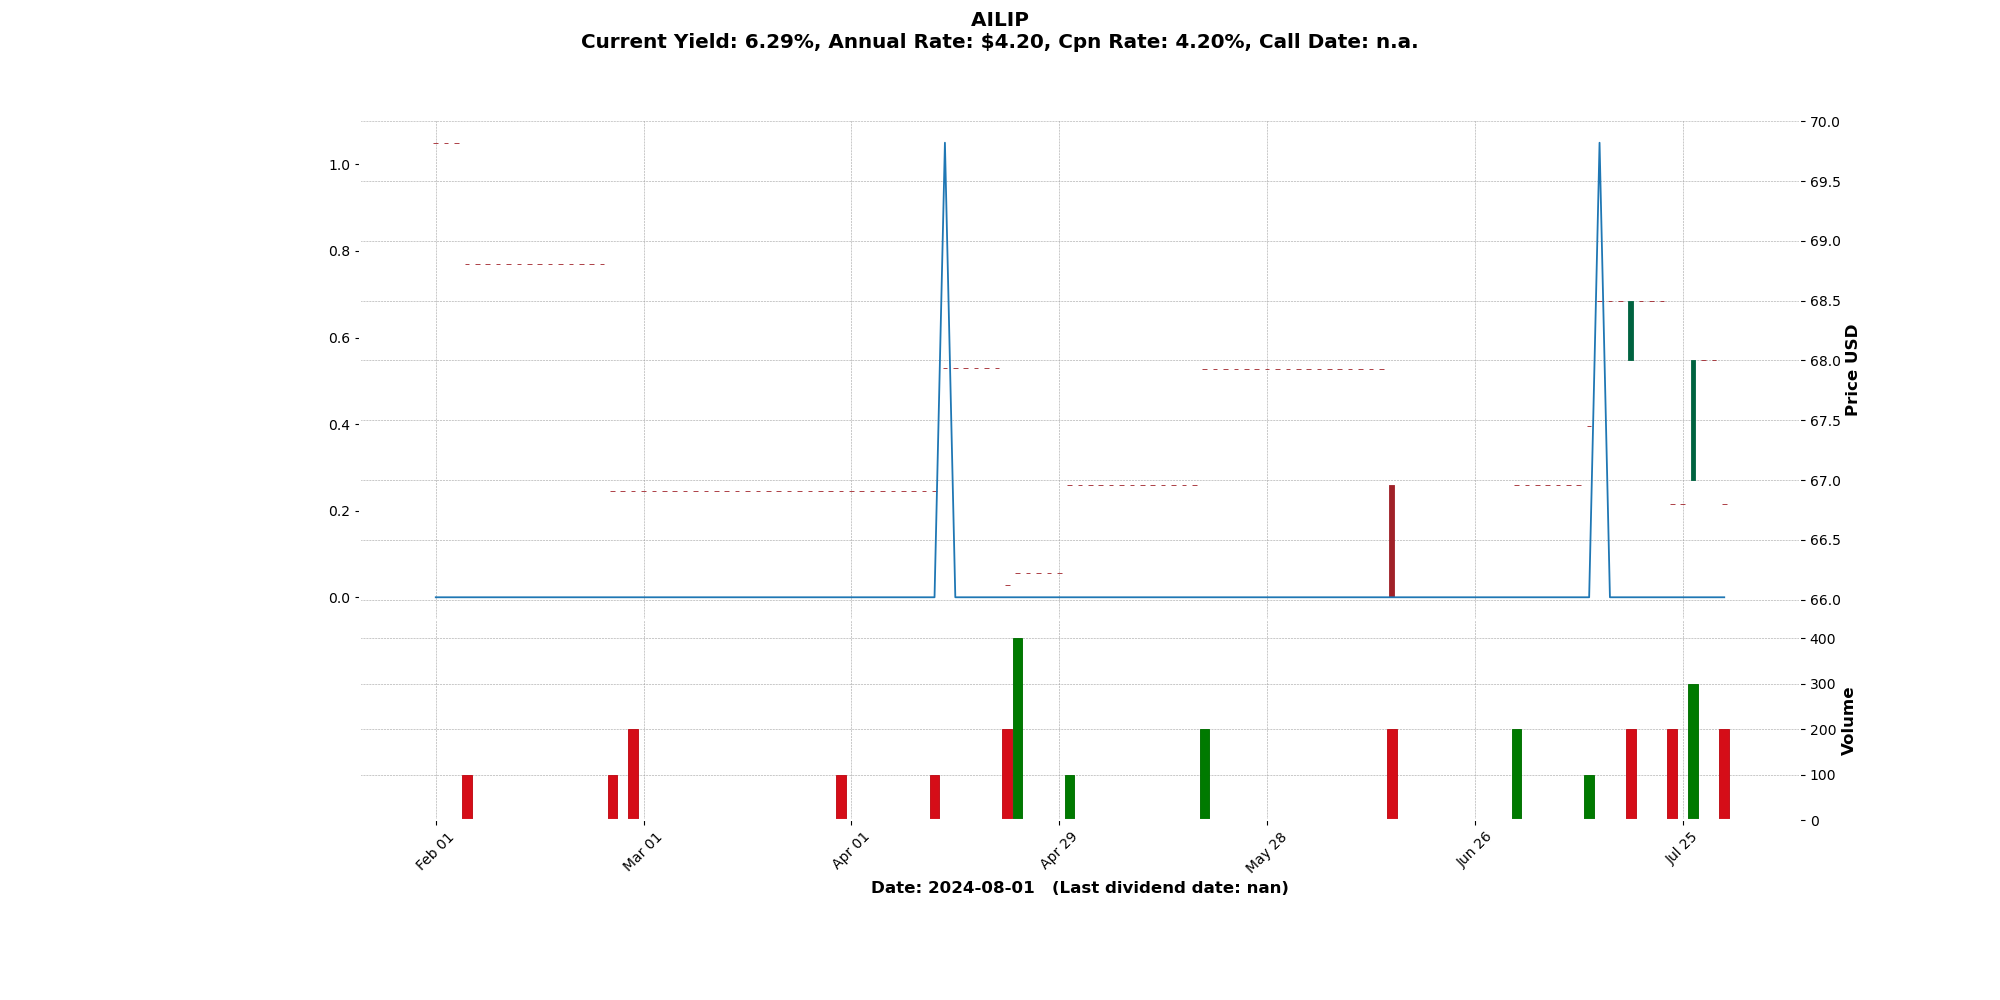 AILIP
Current Yield: 6.29%, Annual Rate: $4.20, Cpn Rate: 4.20%, Call Date: n.a.
1.0
0.8
0.6
0.4
0.2
0.0
70.0
69.5
69.0
68.5
68.0
67.5
67.0
66.5
66.0
Price USD
400
300
200
100
0
Volume
Feb 01
Mar 01
Apr 01
Apr 29
May 28
Jun 26
Jul 25
Date: 2024-08-01   (Last dividend date: nan)